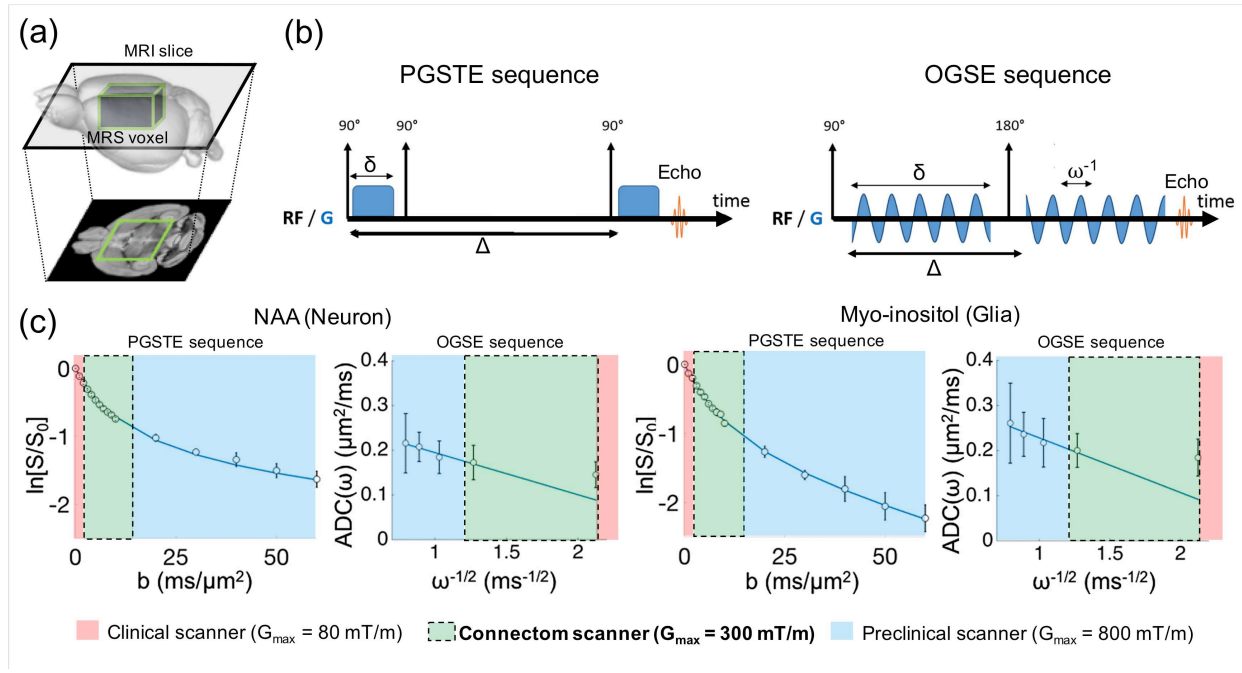 (a)
MRI slice
MRS voxel
(b)
PGSTE sequence
90° 90° 90°
δ
Echo
time
RF / G
Δ
OGSE sequence
90° 180°
δ
ω⁻¹
Echo
time
RF / G
Δ
(c)
NAA (Neuron)
PGSTE sequence
ln[S/S₀]
0
-1
-2
0 25 50
b (ms/µm²)
OGSE sequence
ADC(ω) (µm²/ms)
0.4
0.3
0.2
0.1
0
1 1.5 2
ω⁻¹/² (ms⁻¹/²)
Myo-inositol (Glia)
PGSTE sequence
ln[S/S₀]
0
-1
-2
0 25 50
b (ms/µm²)
OGSE sequence
ADC(ω) (µm²/ms)
0.4
0.3
0.2
0.1
0
1 1.5 2
ω⁻¹/² (ms⁻¹/²)
Clinical scanner (Gmax = 80 mT/m)
Connectom scanner (Gmax = 300 mT/m)
Preclinical scanner (Gmax = 800 mT/m)